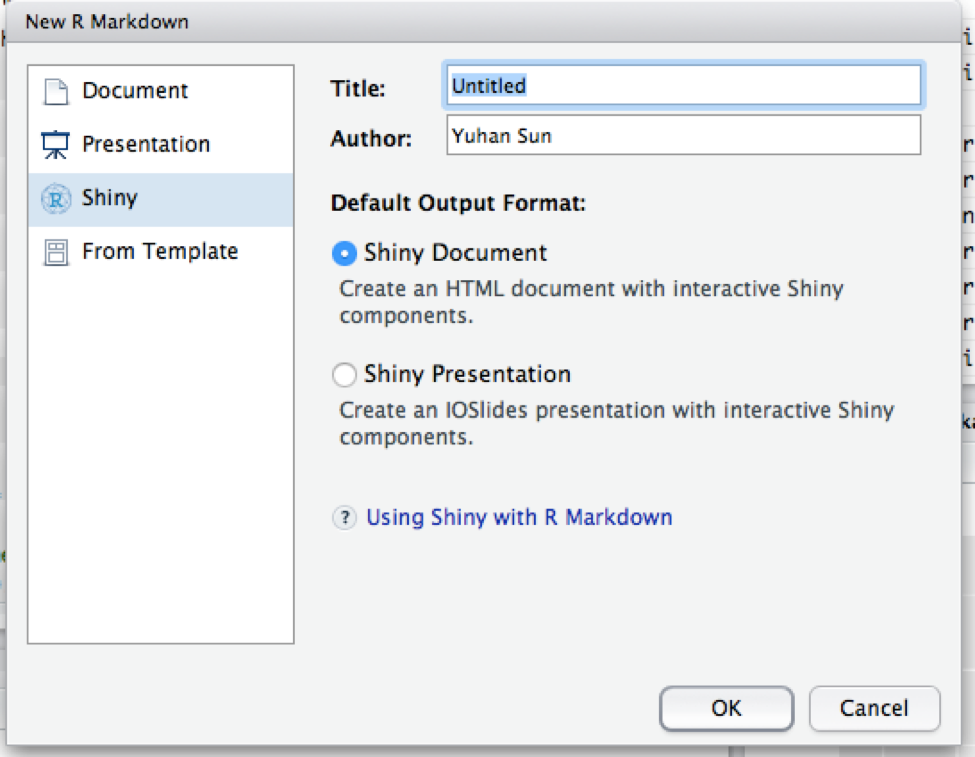 New R Markdown
Document
Presentation
Shiny
From Template
Title: Untitled
Author: Yuhan Sun
Default Output Format:
Shiny Document
Create an HTML document with interactive Shiny
components.
Shiny Presentation
Create an IOSlides presentation with interactive Shiny
components.
? Using Shiny with R Markdown
OK Cancel